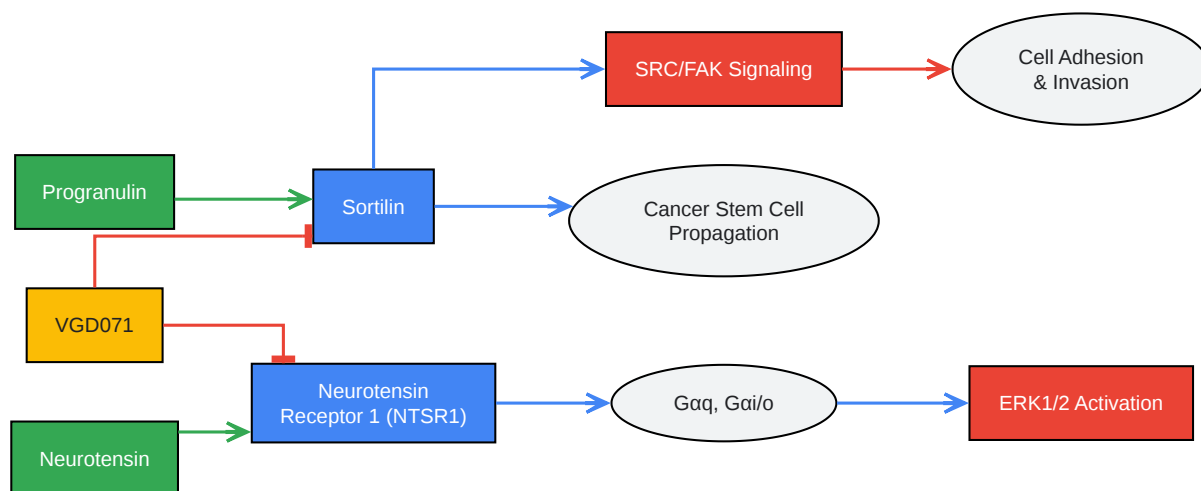 SRC/FAK Signaling
Cell Adhesion
& Invasion
Progranulin
Sortilin
Cancer Stem Cell
Propagation
VGD071
Neurotensin
Receptor 1 (NTSR1)
Gαq, Gαi/o
ERK1/2 Activation
Neurotensin